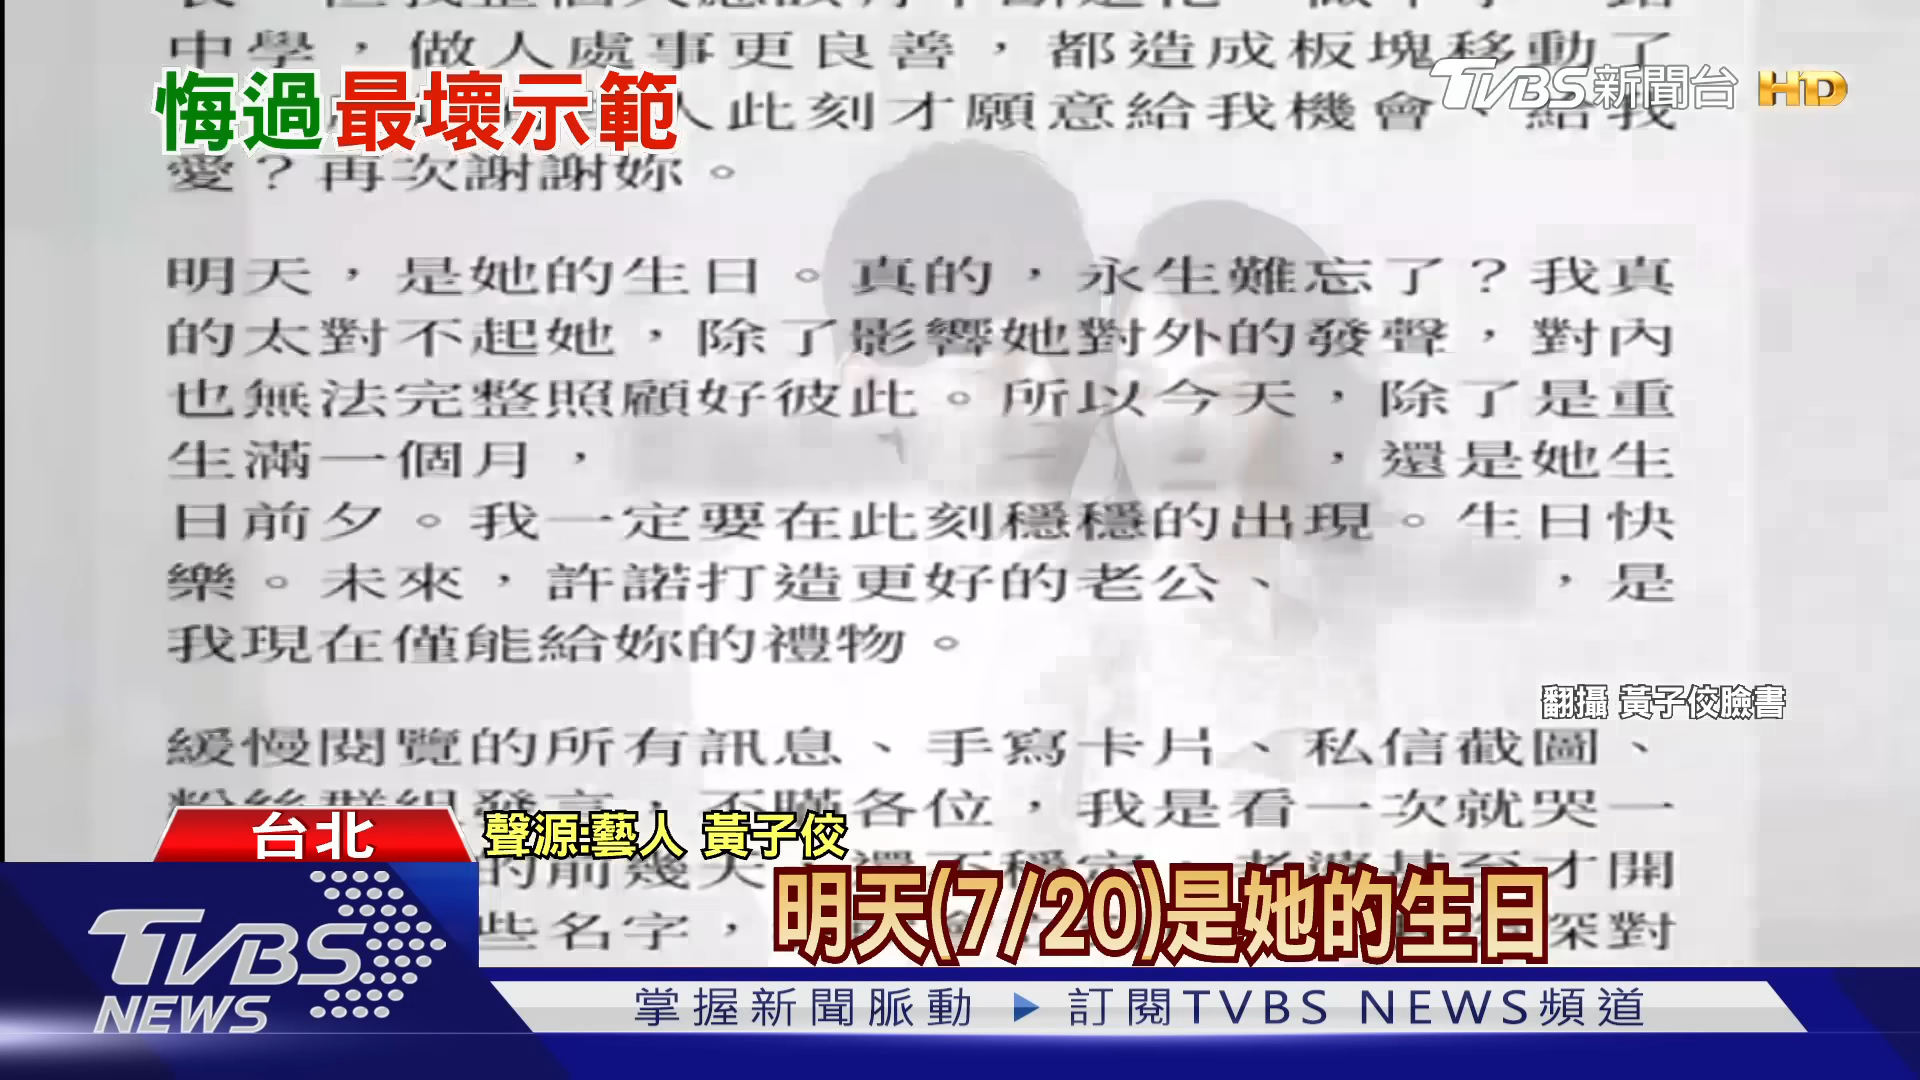 中學，做人處事更良善，都造成板塊移動了
人此刻才願意給我機會、給我
愛？再次謝謝妳。
悔過 最壞示範
TVBS新聞台 HD
明天，是她的生日。真的，永生難忘了？我真
的太對不起她，除了影響她對外的發聲，對內
也無法完整照顧好彼此。所以今天，除了是重
生滿一個月， ，還是她生
日前夕。我一定要在此刻穩穩的出現。生日快
樂。未來，許諾打造更好的老公、 ，是
我現在僅能給妳的禮物。
翻攝 黃子佼臉書
緩慢閱覽的所有訊息、手寫卡片、私信截圖、
各位，我是看一次就哭一
台北
聲源:藝人 黃子佼
的前幾天 才開
明天(7/20)是她的生日
些名字， 深對
TVBS NEWS
掌握新聞脈動 ▶ 訂閱TVBS NEWS頻道